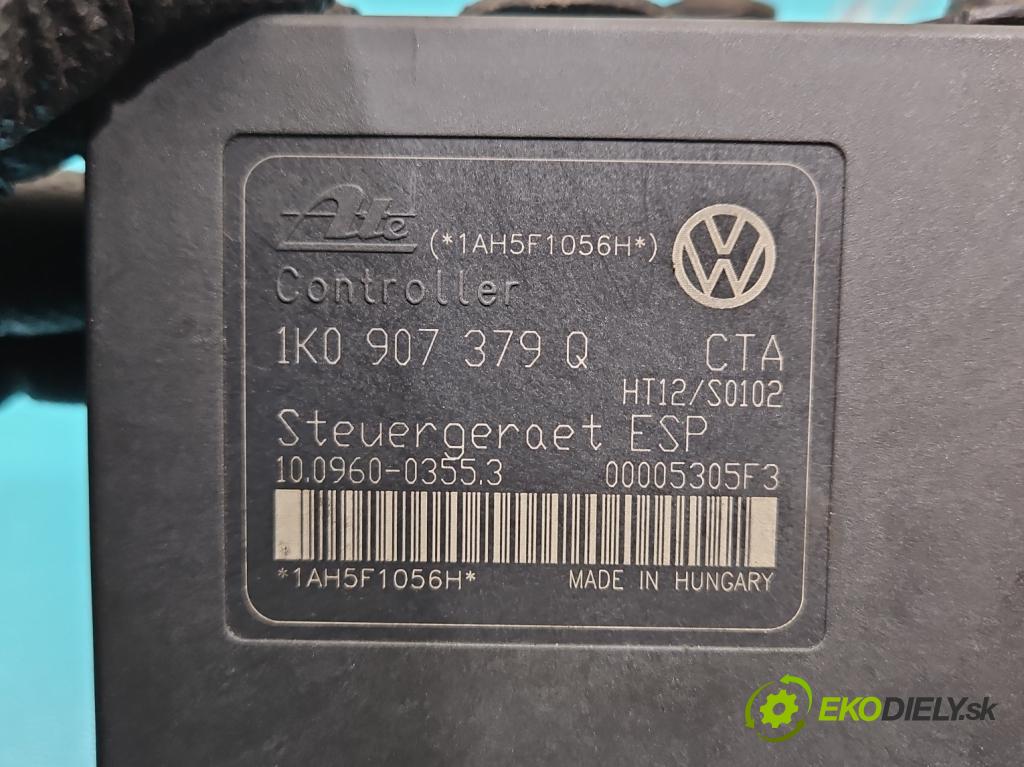 Ate (*1AH5F1056H*)
Controller
1K0 907 379 Q CTA
HT12/S0102
Steuergeraet ESP
10.0960-0355.3 00005305F3
*1AH5F1056H* MADE IN HUNGARY
EKODIELY.sk